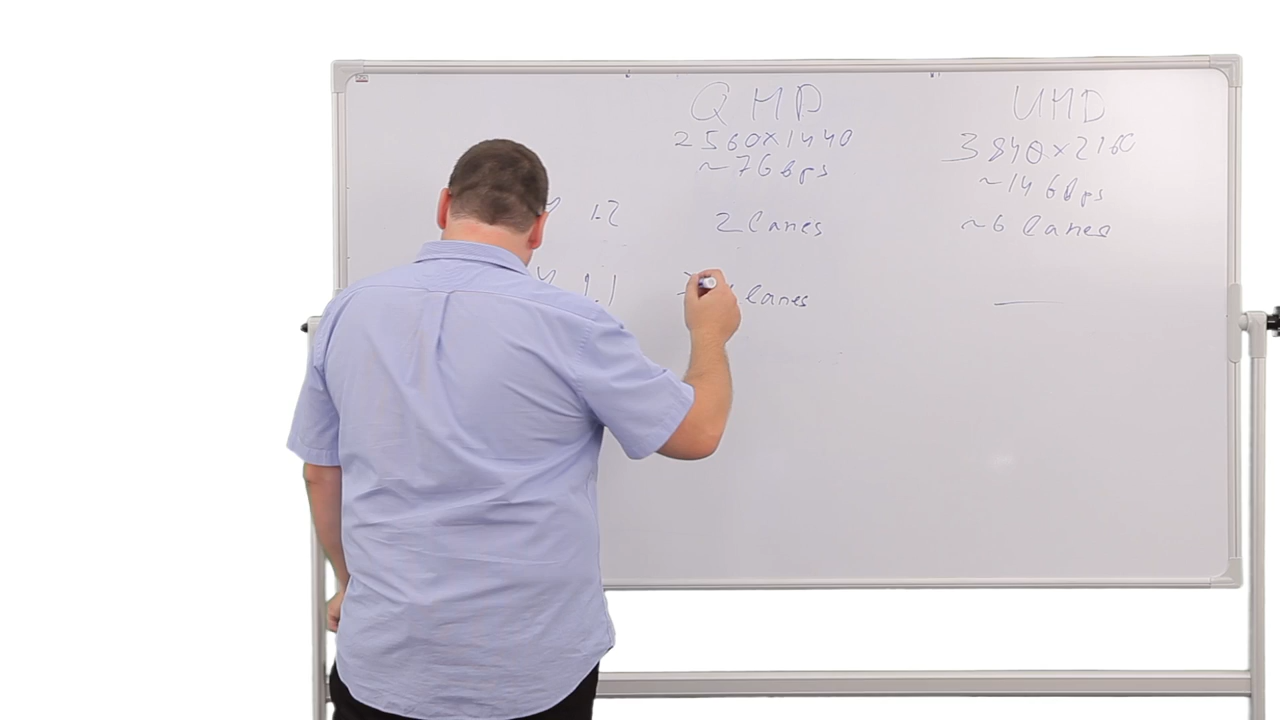 QHD UHD
2560x1440 3840x2160
~7Gbps ~14Gbps
1.2 2 lanes ~6 lanes
1.1 lanes —